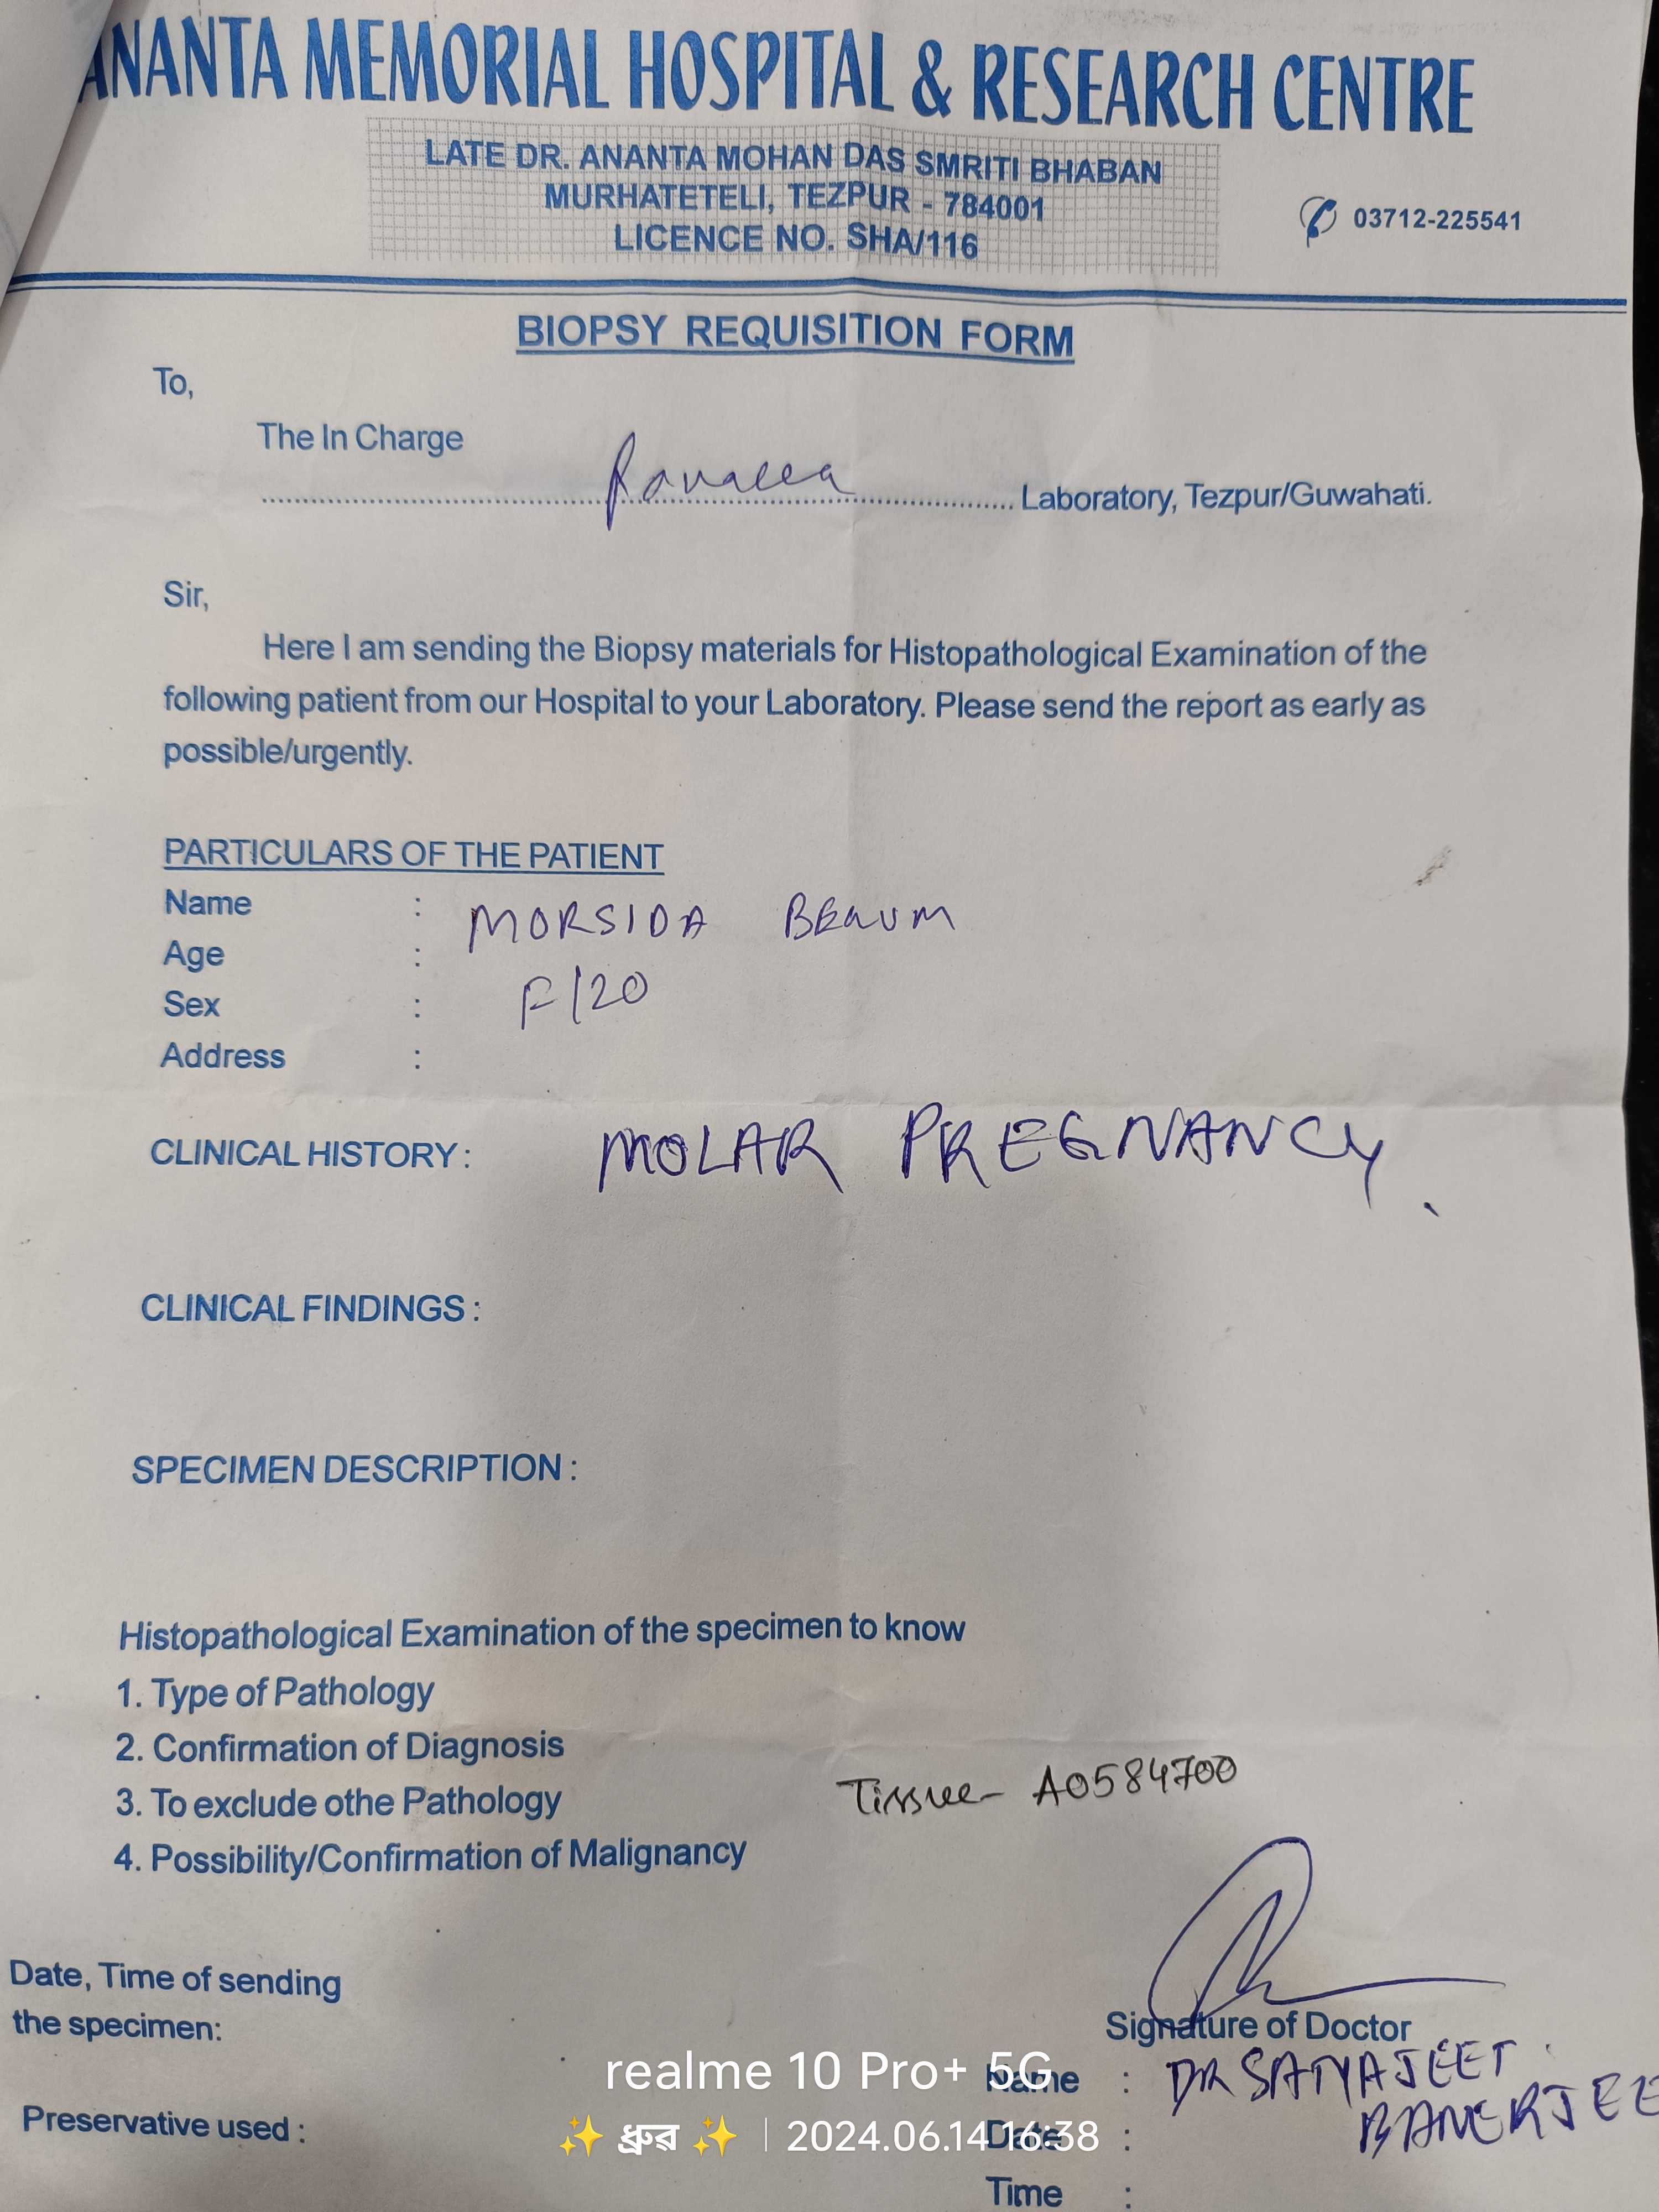 ANANTA MEMORIAL HOSPITAL & RESEARCH CENTRE
LATE DR. ANANTA MOHAN DAS SMRITI BHABAN
MURHATETELI, TEZPUR - 784001
LICENCE NO. SHA/116
03712-225541
BIOPSY REQUISITION FORM
To,
The In Charge
Laboratory, Tezpur/Guwahati.
Sir,
Here I am sending the Biopsy materials for Histopathological Examination of the
following patient from our Hospital to your Laboratory. Please send the report as early as
possible/urgently.
PARTICULARS OF THE PATIENT
Name : MORSIDA BEGUM
Age :
Sex : F/20
Address :
CLINICAL HISTORY : MOLAR PREGNANCY.
CLINICAL FINDINGS :
SPECIMEN DESCRIPTION :
Histopathological Examination of the specimen to know
1. Type of Pathology
2. Confirmation of Diagnosis
3. To exclude othe Pathology
Tissue- A0584700
4. Possibility/Confirmation of Malignancy
Date, Time of sending
the specimen:
Signature of Doctor
realme 10 Pro+ 5G
Name : DR SATYAJEET
BANERJEE
Preservative used :
✨ ধ্ৰুৱ ✨ | 2024.06.14 16:38
Date :
Time :